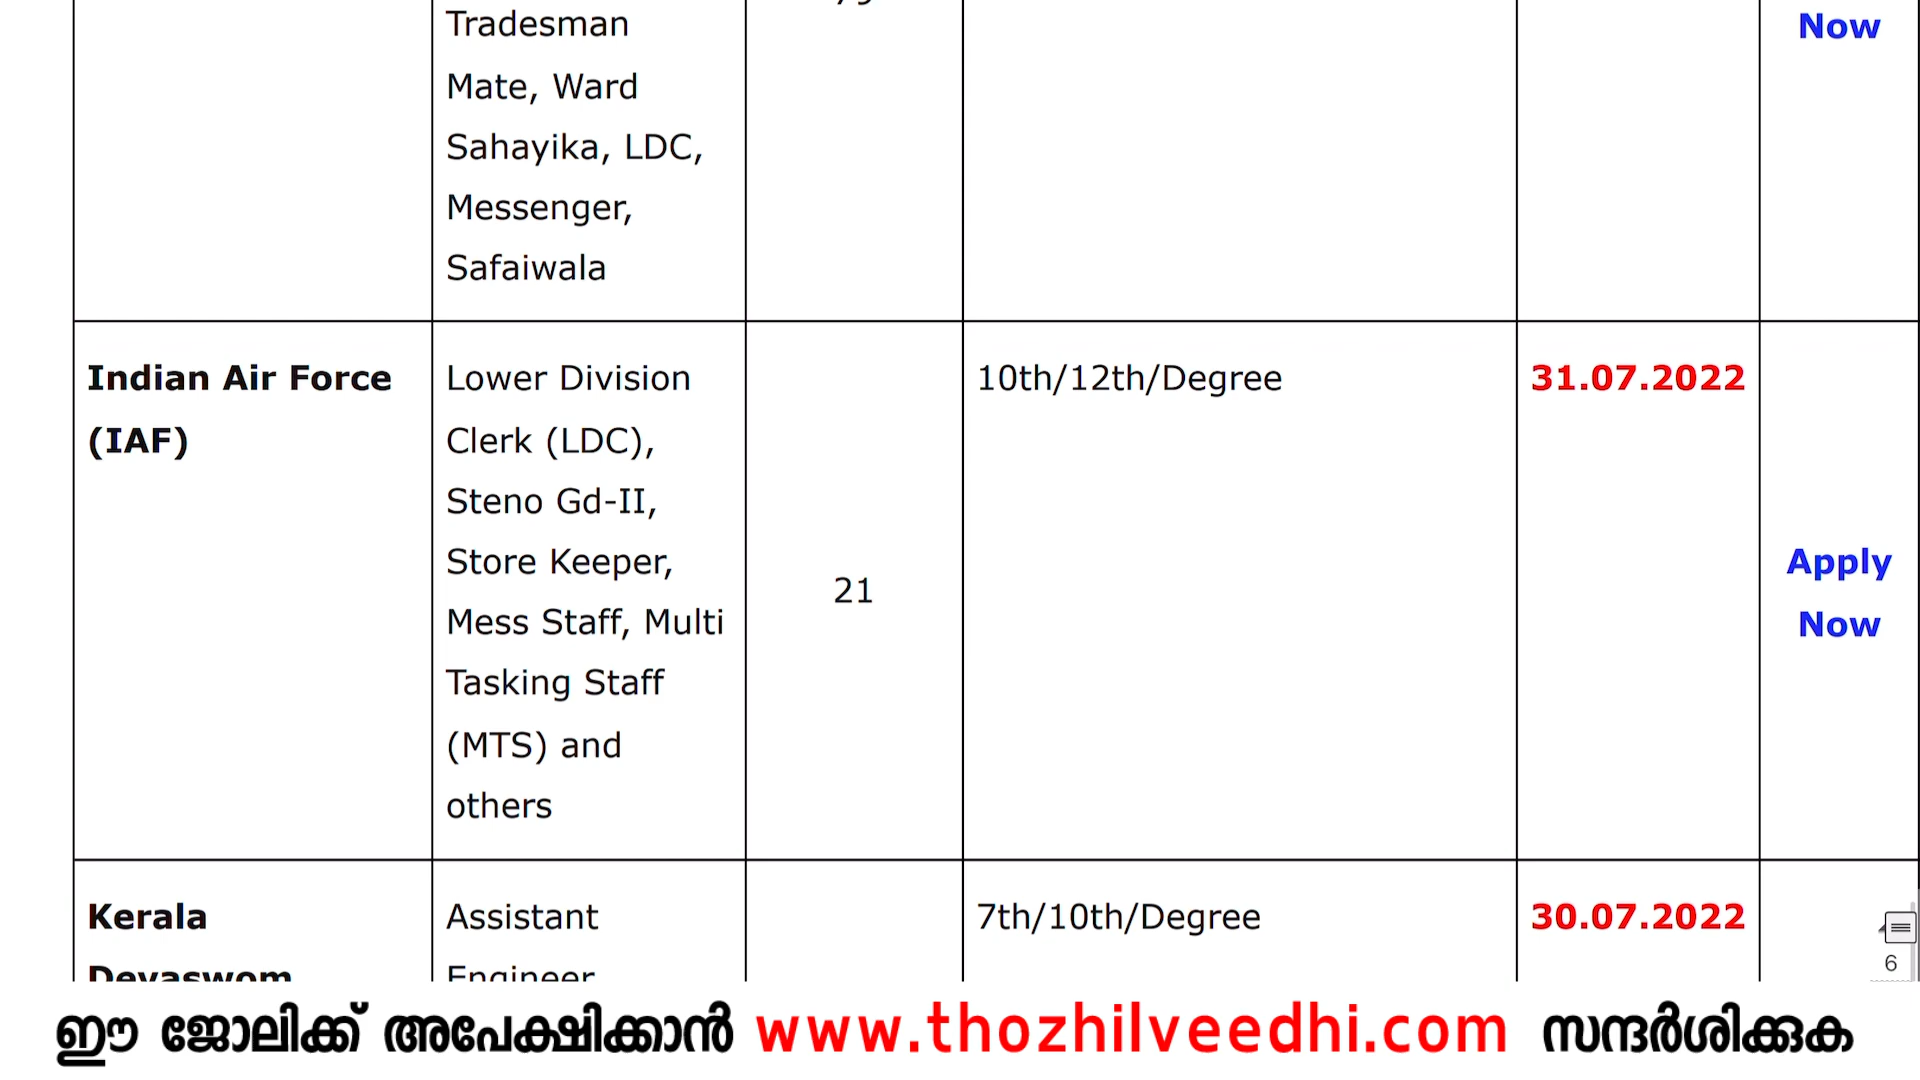 Tradesman
Now
Mate, Ward
Sahayika, LDC,
Messenger,
Safaiwala
Indian Air Force
(IAF)
Lower Division
Clerk (LDC),
Steno Gd-II,
Store Keeper,
Mess Staff, Multi
Tasking Staff
(MTS) and
others
21
10th/12th/Degree
31.07.2022
Apply
Now
Kerala
Devaswom
Assistant
Engineer
7th/10th/Degree
30.07.2022
6
ഈ ജോലിക്ക് അപേക്ഷിക്കാൻ www.thozhilveedhi.com സന്ദർശിക്കുക